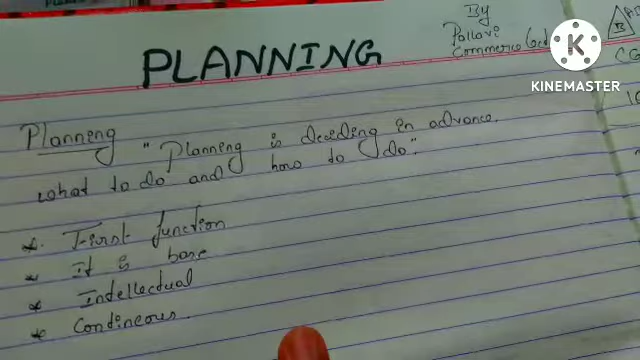 By
Pallavi
Commerce
KINEMASTER
PLANNING
Planning " Planning is deciding in advance.
what to do and how to do".
* First function
* It is base
* Intellectual
* Contineous.